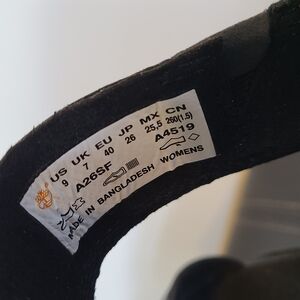 US UK EU JP MX CN
9 7 40 26 25,5 260(1.5)
A26SF A4519
MADE IN BANGLADESH WOMENS